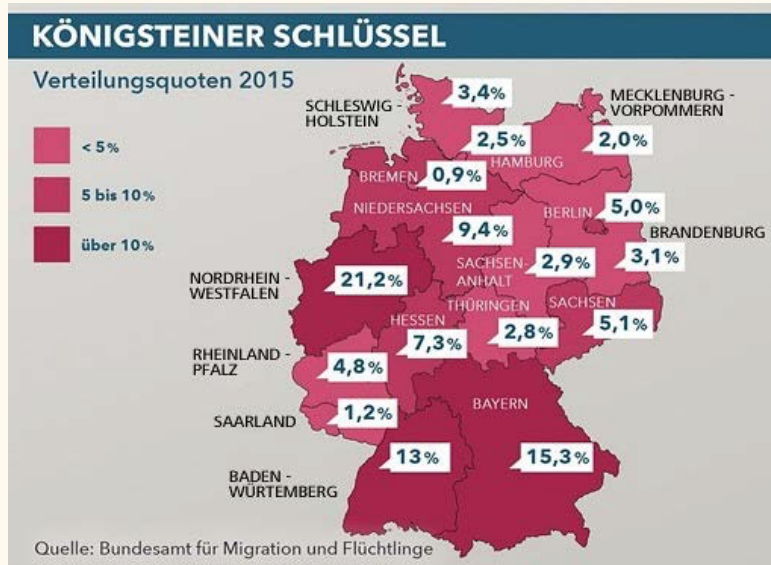 KÖNIGSTEINER SCHLÜSSEL
Verteilungsquoten 2015
< 5%
5 bis 10%
über 10%
SCHLESWIG -
HOLSTEIN
3,4%
MECKLENBURG -
VORPOMMERN
2,0%
2,5%
HAMBURG
BREMEN
0,9%
NIEDERSACHSEN
9,4%
BERLIN
5,0%
BRANDENBURG
3,1%
SACHSEN-
ANHALT
2,9%
NORDRHEIN -
WESTFALEN
21,2%
THÜRINGEN
2,8%
SACHSEN
5,1%
HESSEN
7,3%
RHEINLAND -
PFALZ
4,8%
SAARLAND
1,2%
BAYERN
15,3%
BADEN -
WÜRTEMBERG
13%
Quelle: Bundesamt für Migration und Flüchtlinge